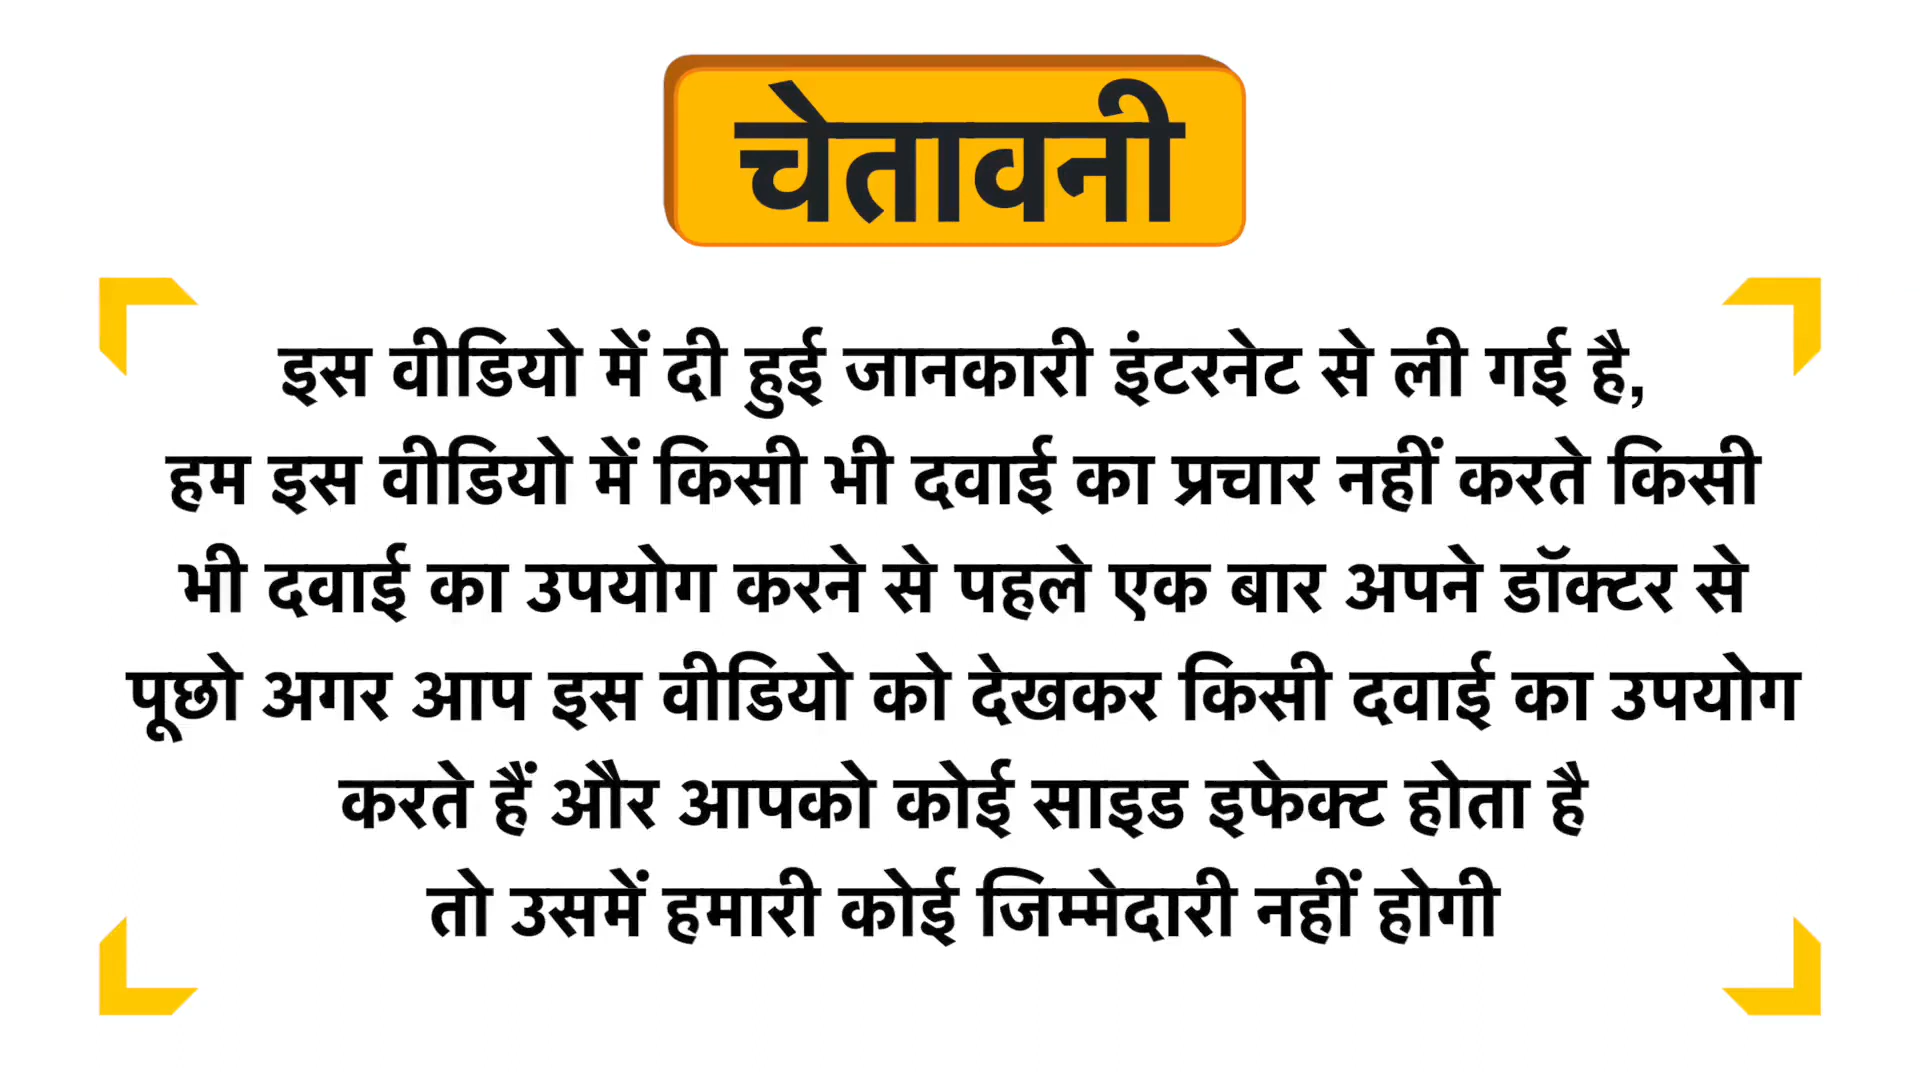 चेतावनी
इस वीडियो में दी हुई जानकारी इंटरनेट से ली गई है,
हम इस वीडियो में किसी भी दवाई का प्रचार नहीं करते किसी
भी दवाई का उपयोग करने से पहले एक बार अपने डॉक्टर से
पूछो अगर आप इस वीडियो को देखकर किसी दवाई का उपयोग
करते हैं और आपको कोई साइड इफेक्ट होता है
तो उसमें हमारी कोई जिम्मेदारी नहीं होगी